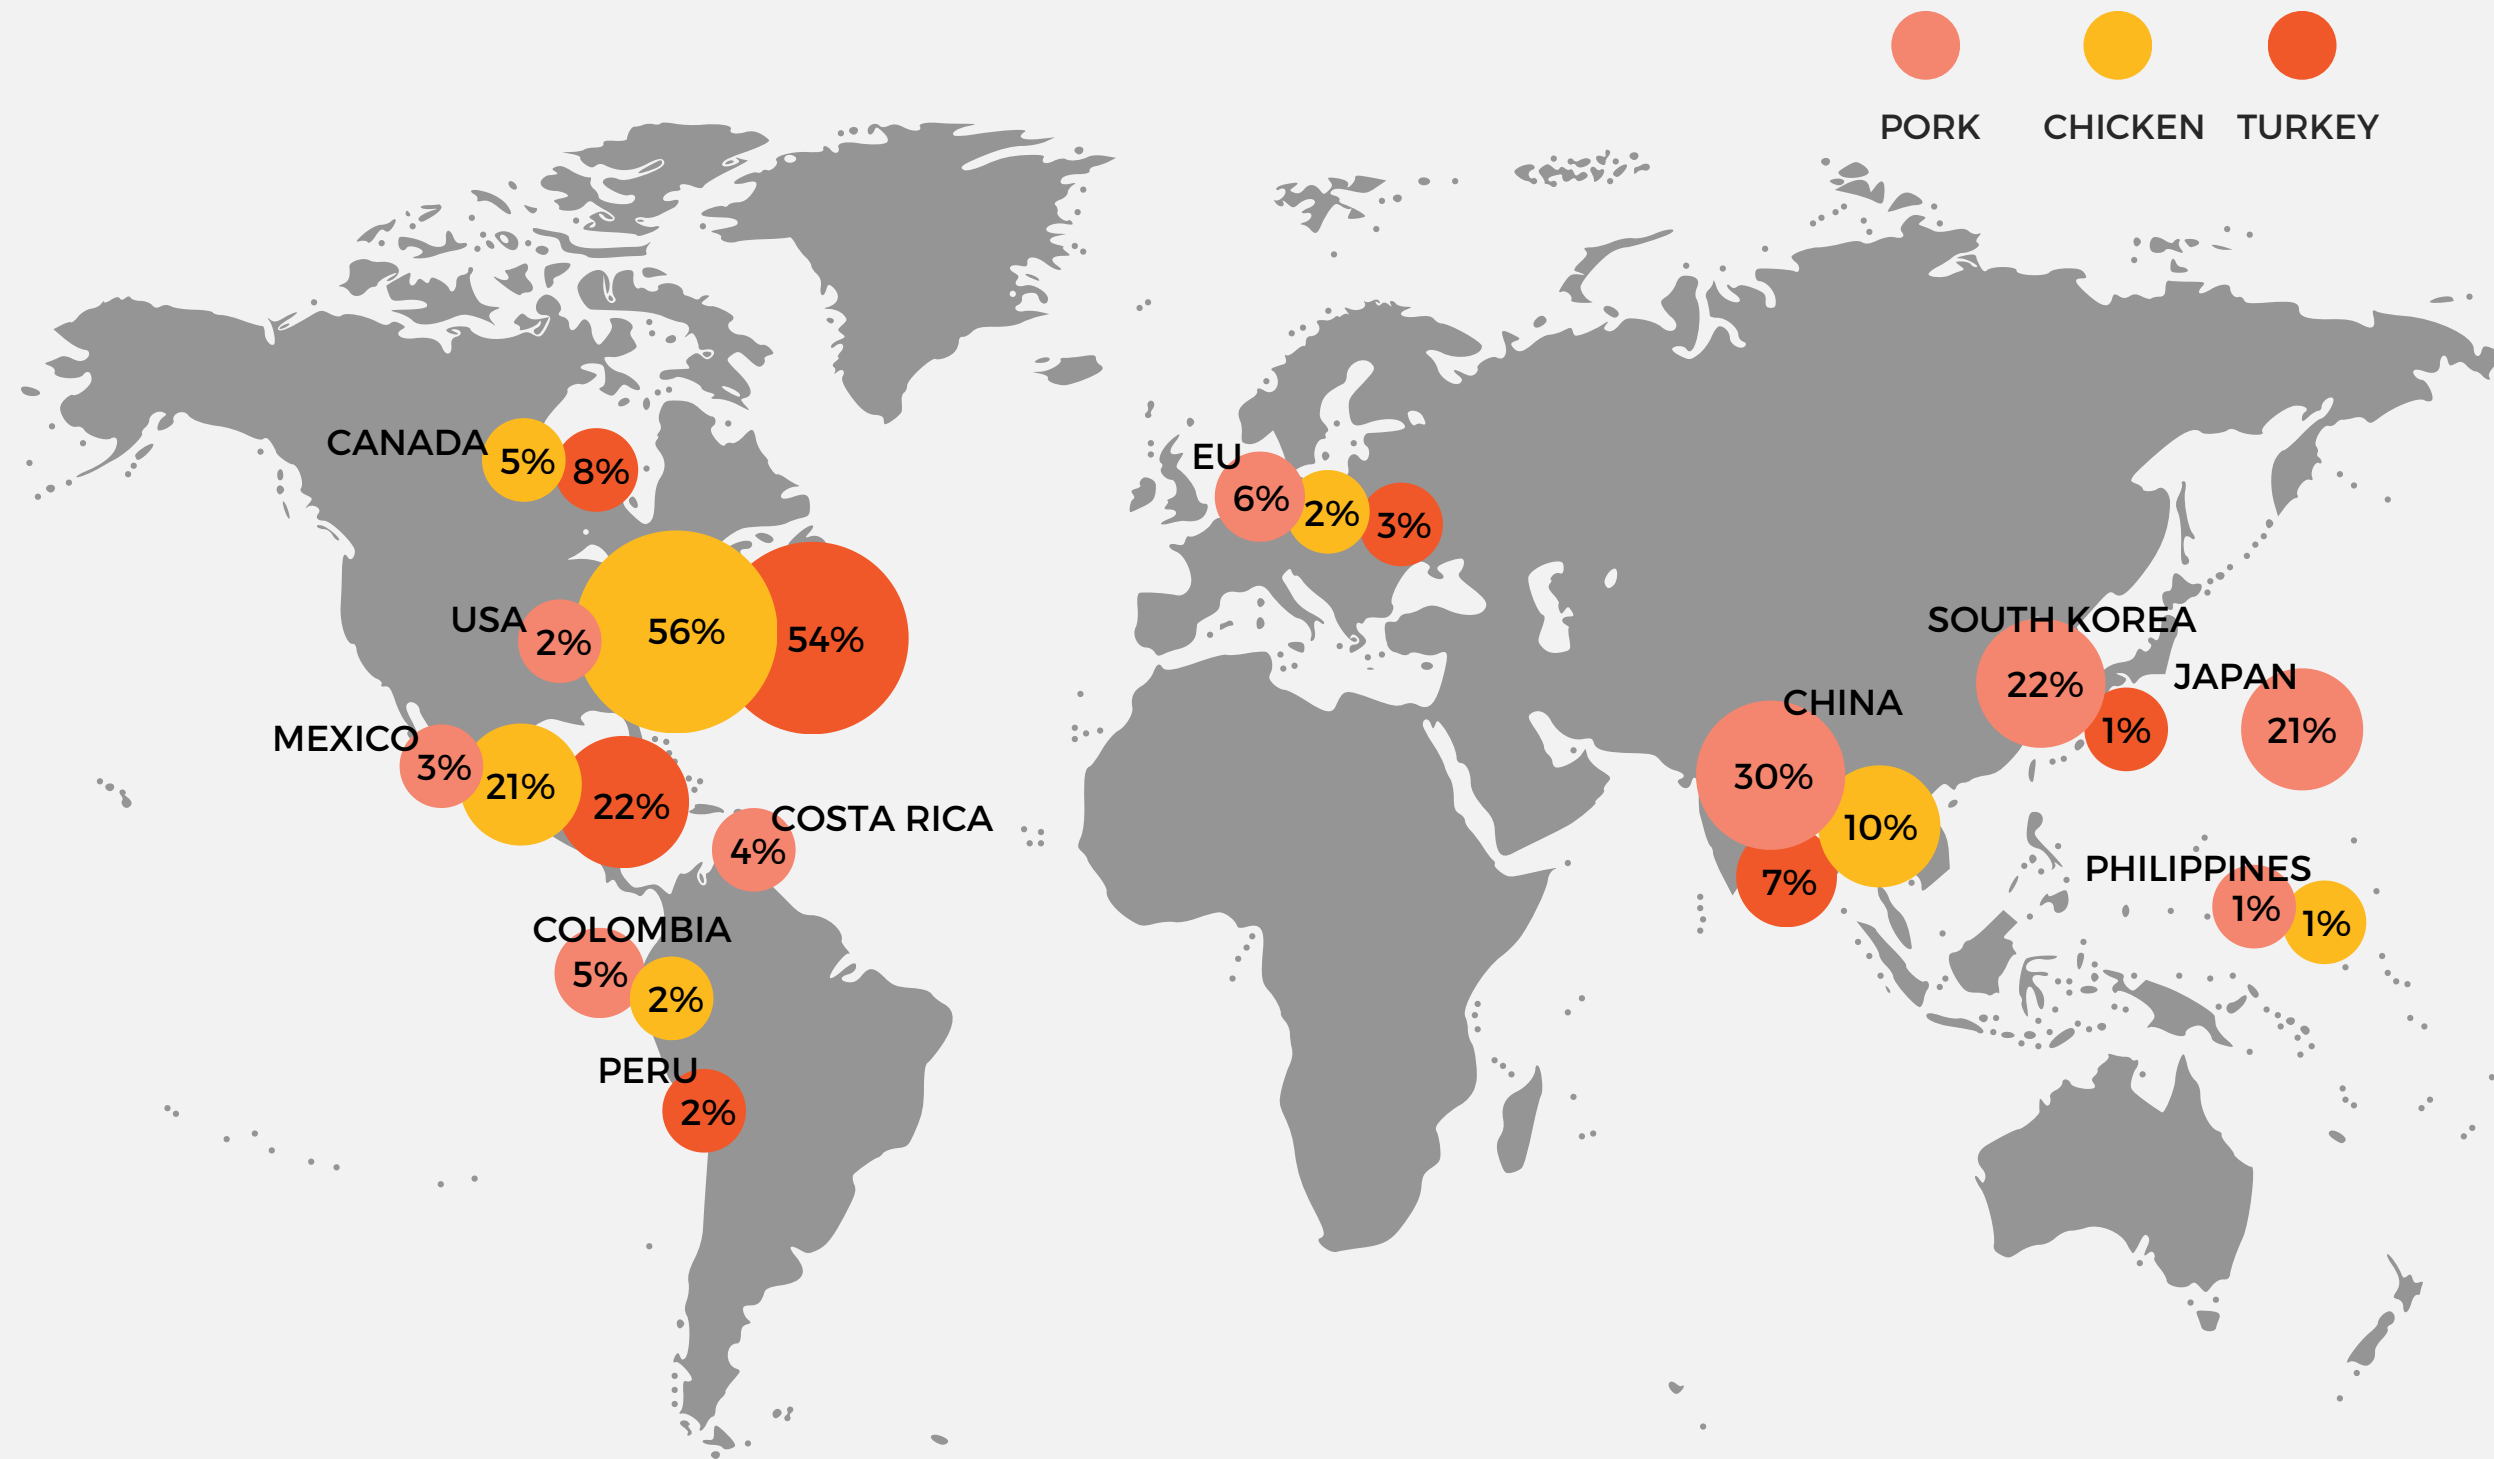 PORK CHICKEN TURKEY
CANADA
5% 8%
EU
6% 2% 3%
USA
2% 56% 54%
SOUTH KOREA
22% 1%
JAPAN
21%
CHINA
30% 10%
7%
MEXICO
3% 21% 22%
COSTA RICA
4%
PHILIPPINES
1% 1%
COLOMBIA
5% 2%
PERU
2%